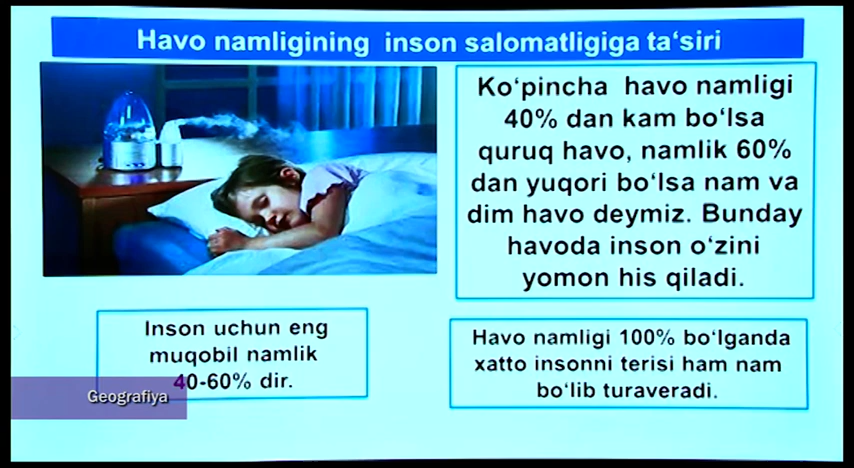 Havo namligining inson salomatligiga ta‘siri
Ko‘pincha havo namligi
40% dan kam bo‘lsa
quruq havo, namlik 60%
dan yuqori bo‘lsa nam va
dim havo deymiz. Bunday
havoda inson o‘zini
yomon his qiladi.
Inson uchun eng
muqobil namlik
40-60% dir.
Havo namligi 100% bo‘lganda
xatto insonni terisi ham nam
bo‘lib turaveradi.
Geografiya